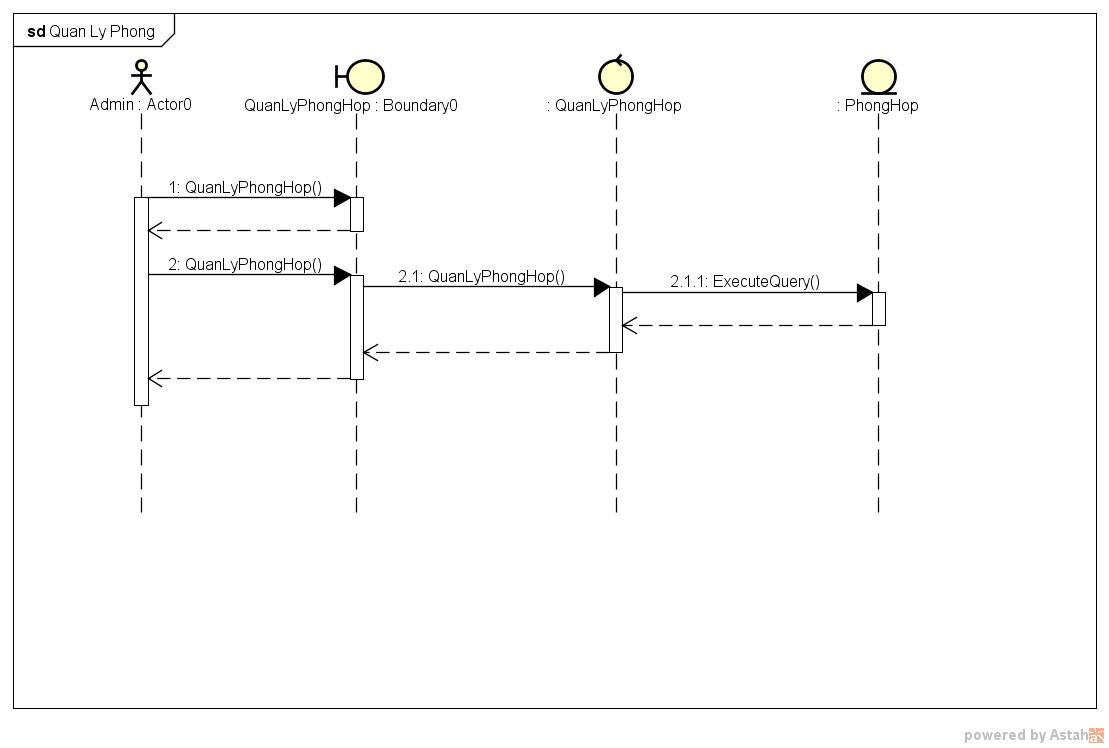 sd Quan Ly Phong
Admin : Actor0
QuanLyPhongHop : Boundary0
: QuanLyPhongHop
: PhongHop
1: QuanLyPhongHop()
2: QuanLyPhongHop()
2.1: QuanLyPhongHop()
2.1.1: ExecuteQuery()
powered by Astah